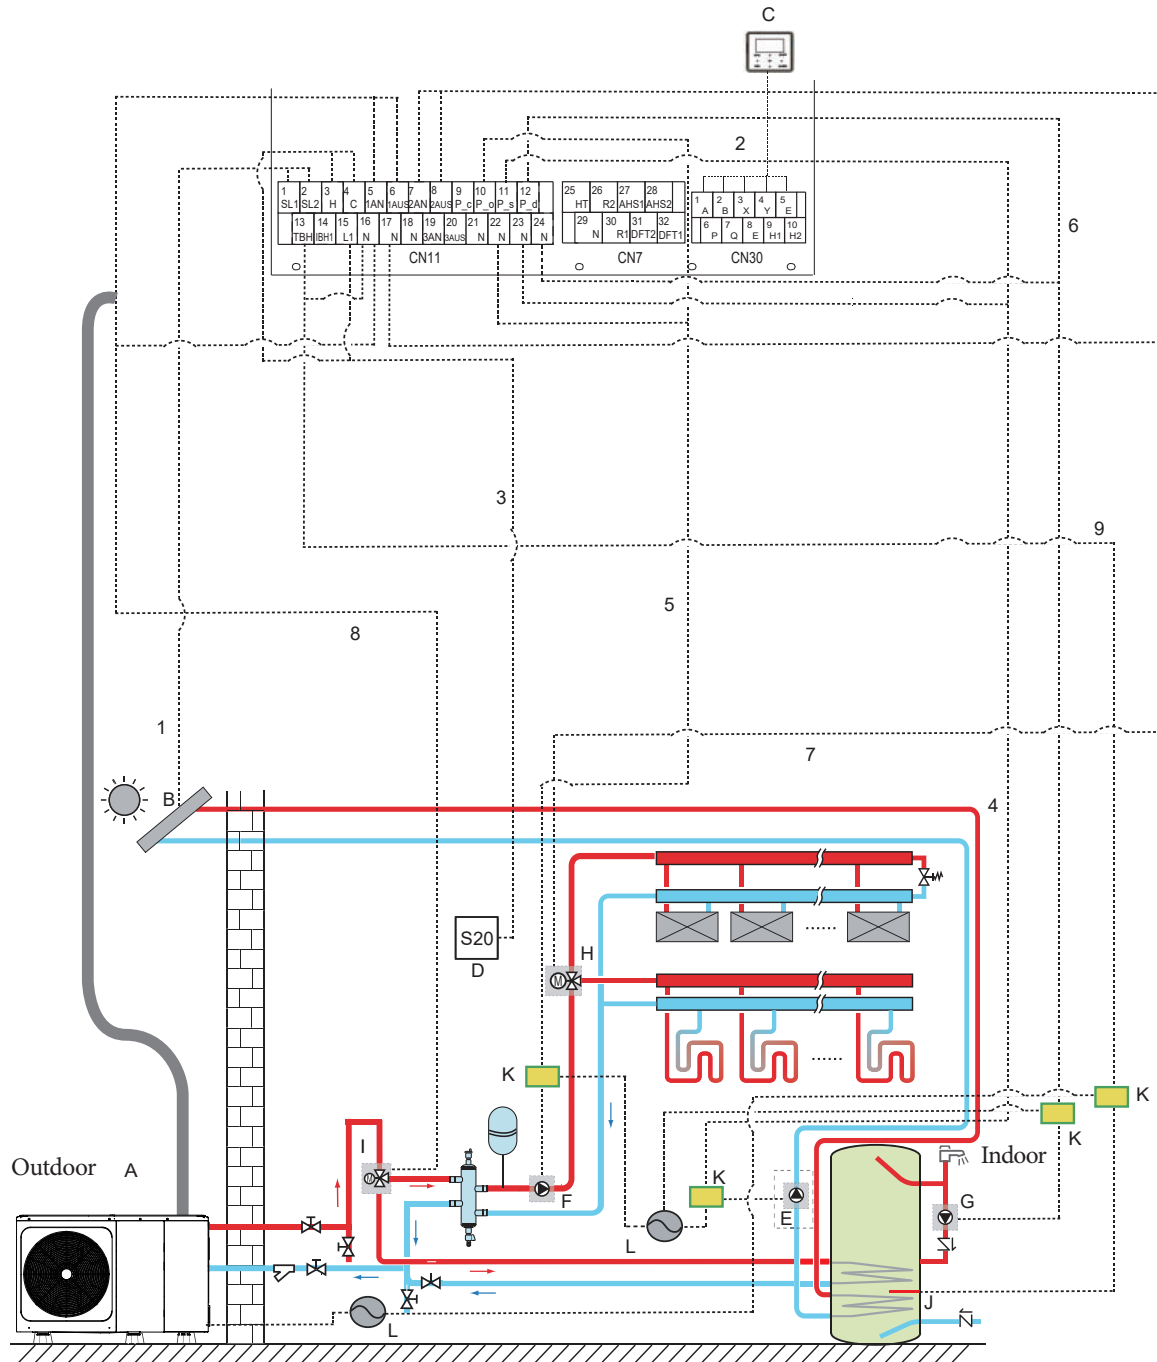 C
2
1 2 3 4 5 6 7 8 9 10 11 12
SL1 SL2 H C 1AN 1AUS 2AN 2AUS P_c P_o P_s P_d
13 14 15 16 17 18 19 20 21 22 23 24
TBH IBH1 L1 N N N 3AN 3AUS N N N N
CN11
25 26 27 28
HT R2 AHS1 AHS2
29 30 31 32
N R1 DFT2 DFT1
CN7
1 2 3 4 5
A B X Y E
6 7 8 9 10
P Q E H1 H2
CN30
6
3
9
5
8
1
7
B
4
S20
D
H
M
K
K
K
Outdoor A
I
M
Indoor
K
F
E
G
L
J
L